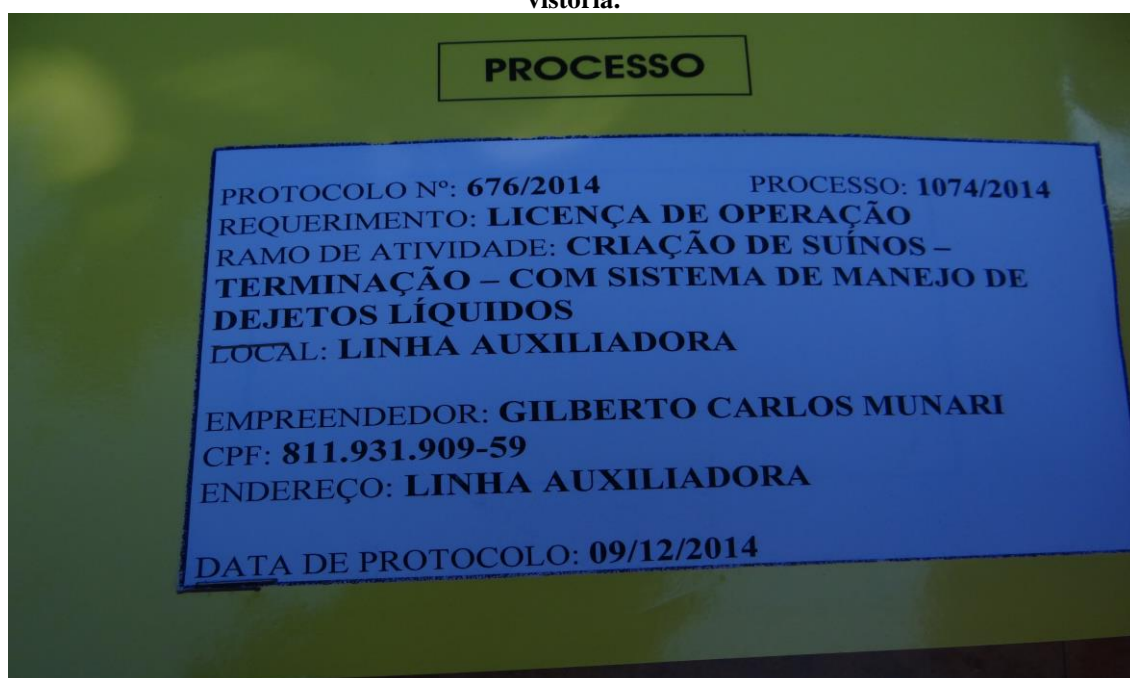 vistoria.
PROCESSO
PROTOCOLO Nº: 676/2014 PROCESSO: 1074/2014
REQUERIMENTO: LICENÇA DE OPERAÇÃO
RAMO DE ATIVIDADE: CRIAÇÃO DE SUÍNOS –
TERMINAÇÃO – COM SISTEMA DE MANEJO DE
DEJETOS LÍQUIDOS
LOCAL: LINHA AUXILIADORA
EMPREENDEDOR: GILBERTO CARLOS MUNARI
CPF: 811.931.909-59
ENDEREÇO: LINHA AUXILIADORA
DATA DE PROTOCOLO: 09/12/2014